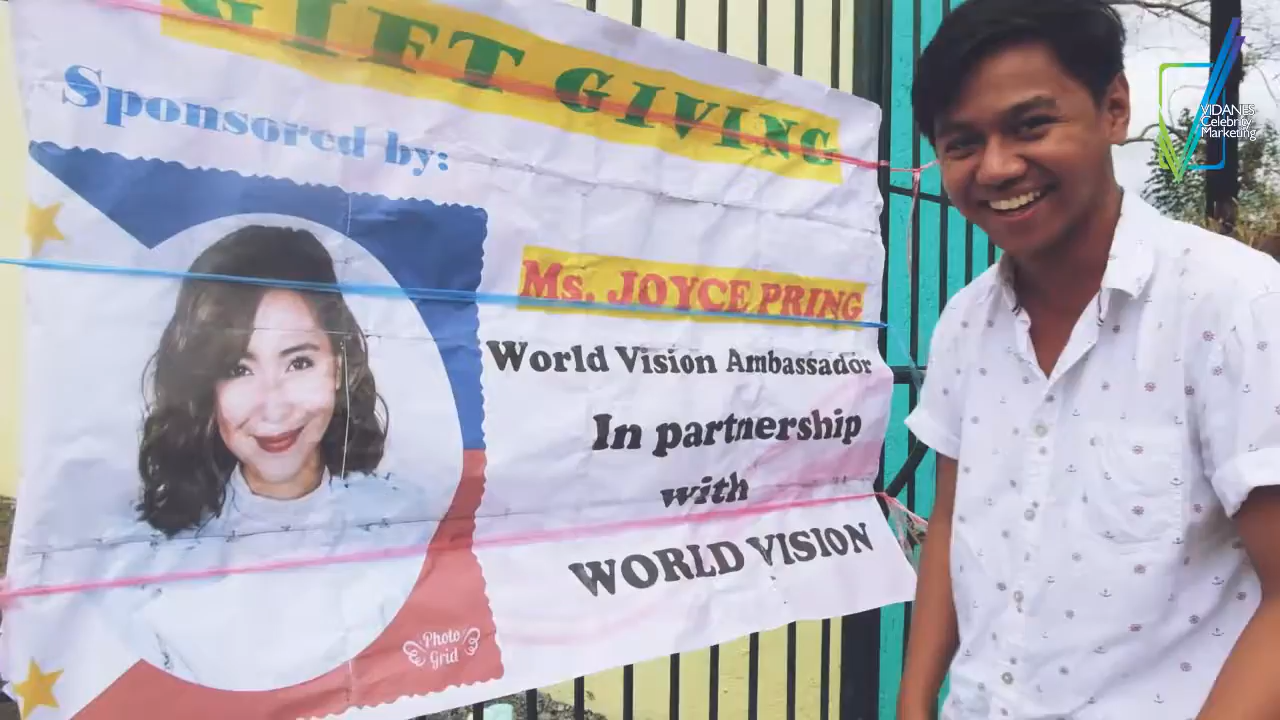 GIFT GIVING
Sponsored by:
Ms. JOYCE PRING
World Vision Ambassador
In partnership
with
WORLD VISION
Photo
Grid
VIDANES
Celebrity
Marketing